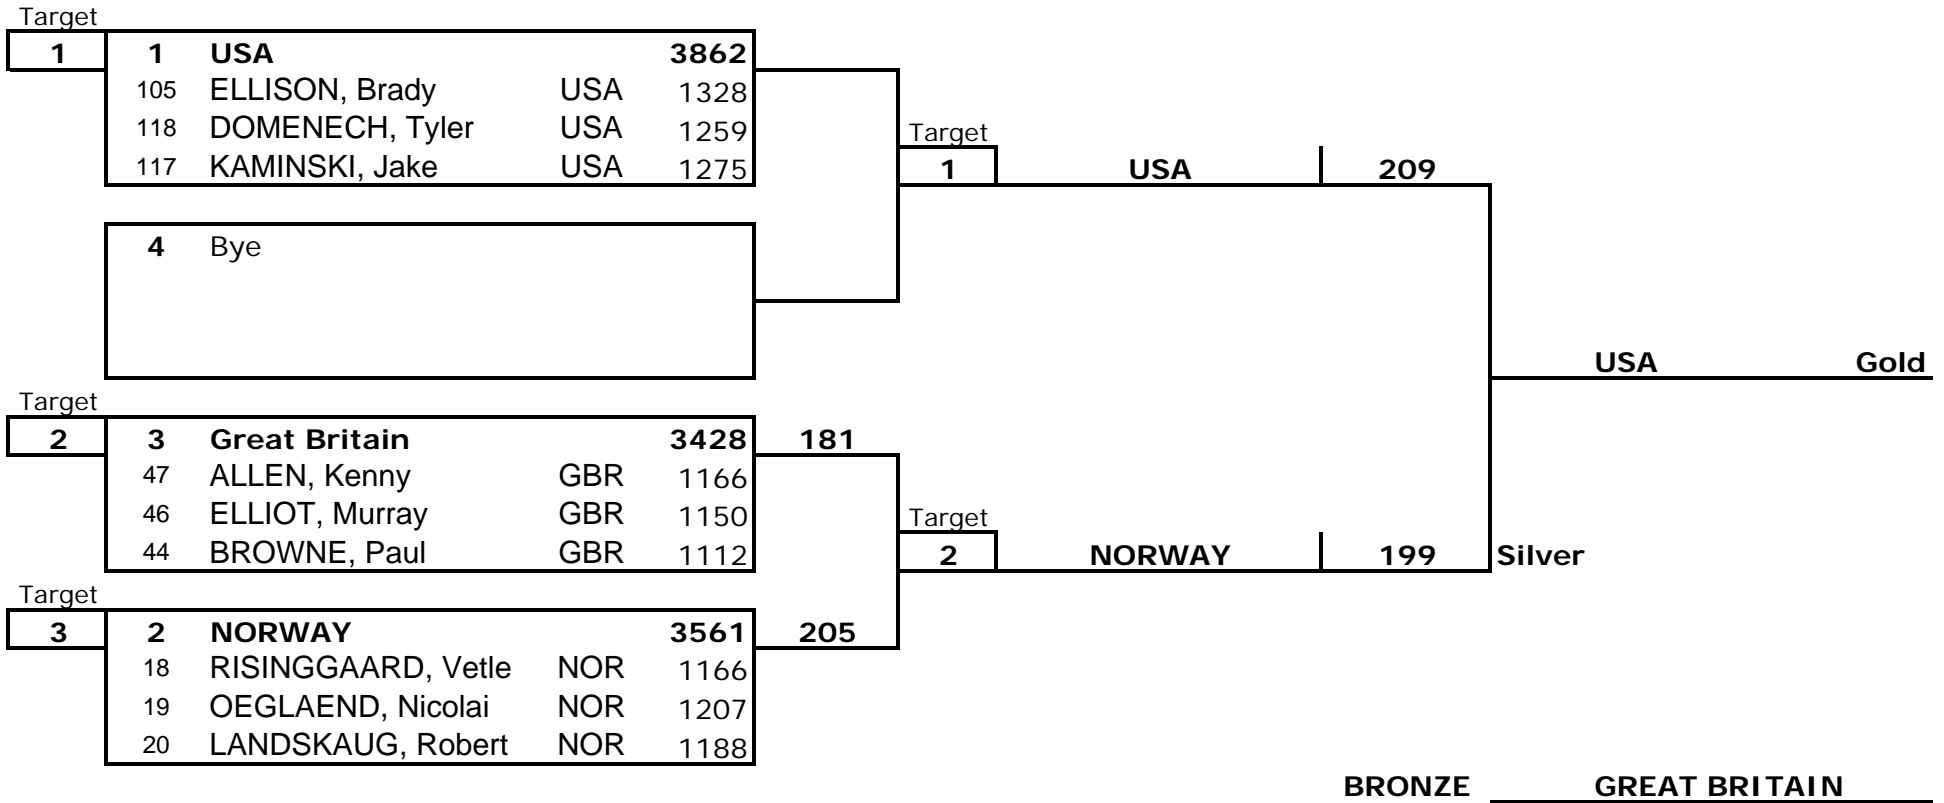 Target
1 1 USA 3862
105 ELLISON, Brady USA 1328
118 DOMENECH, Tyler USA 1259
Target
117 KAMINSKI, Jake USA 1275
1 USA 209
4 Bye
USA Gold
Target
2 3 Great Britain 3428 181
47 ALLEN, Kenny GBR 1166
46 ELLIOT, Murray GBR 1150
Target
44 BROWNE, Paul GBR 1112
2 NORWAY 199 Silver
Target
3 2 NORWAY 3561 205
18 RISINGGAARD, Vetle NOR 1166
19 OEGLAEND, Nicolai NOR 1207
20 LANDSKAUG, Robert NOR 1188
BRONZE GREAT BRITAIN